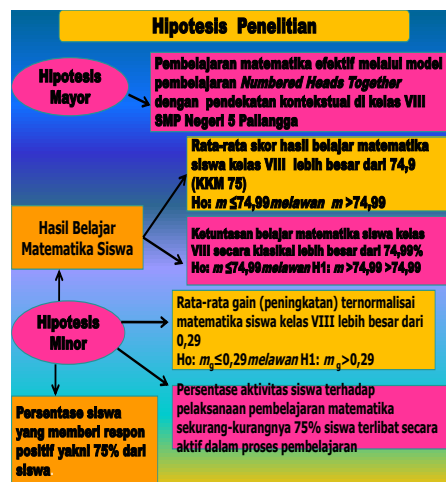 Hipotesis Penelitian
Hipotesis
Mayor
Pembelajaran matematika efektif melalui model
pembelajaran Numbered Heads Together
dengan pendekatan kontekstual di kelas VIII
SMP Negeri 5 Pallangga
Rata-rata skor hasil belajar matematika
siswa kelas VIII lebih besar dari 74,9
(KKM 75)
Ho: m ≤74,99melawan m >74,99
Hasil Belajar
Matematika Siswa
Ketuntasan belajar matematika siswa kelas
VIII secara klasikal lebih besar dari 74,99%
Ho: m ≤74,99melawan H1: m >74,99 >74,99
Hipotesis
Minor
Rata-rata gain (peningkatan) ternormalisai
matematika siswa kelas VIII lebih besar dari
0,29
Ho: mg≤0,29melawan H1: mg>0,29
Persentase aktivitas siswa terhadap
pelaksanaan pembelajaran matematika
sekurang-kurangnya 75% siswa terlibat secara
aktif dalam proses pembelajaran
Persentase siswa
yang memberi respon
positif yakni 75% dari
siswa